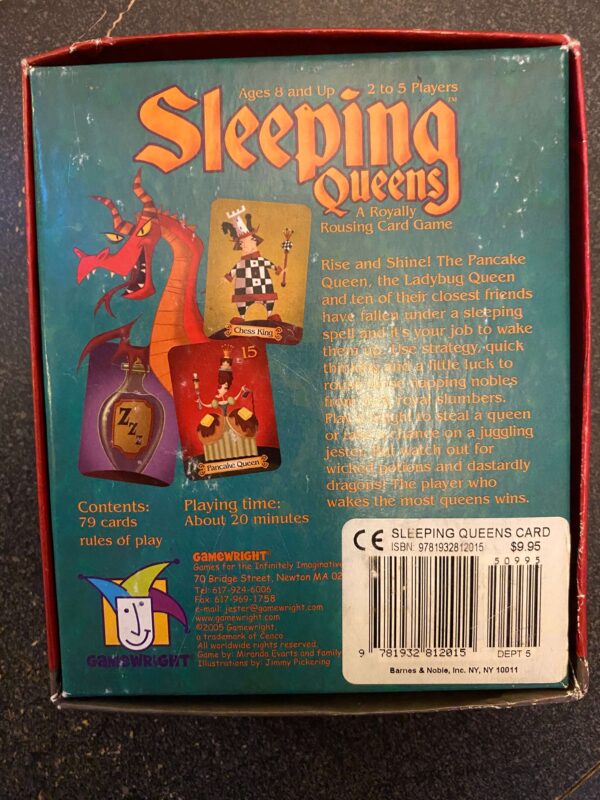 Ages 8 and Up 2 to 5 Players
Sleeping
Queens™
A Royally
Rousing Card Game
Chess King
15
Pancake Queen
ZZz
Rise and Shine! The Pancake
Queen, the Ladybug Queen
and ten of their closest friends
have fallen under a sleeping
spell and it's your job to wake
them up. Use strategy, quick
thinking and a little luck to
rouse these napping nobles
from royal slumbers.
Play a knight to steal a queen
or take a chance on a juggling
jester. But watch out for
wicked potions and dastardly
dragons! The player who
wakes the most queens wins.
Contents:
79 cards
rules of play
Playing time:
About 20 minutes
GAMEWRIGHT®
Games for the Infinitely Imaginative
70 Bridge Street, Newton MA 02
Tel: 617-924-6006
Fax: 617-969-1758
e-mail: jester@gamewright.com
www.gamewright.com
©2005 Gamewright,
a trademark of Ceaco
All worldwide rights reserved.
Game by: Miranda Evarts and family
Illustrations by: Jimmy Pickering
GAMEWRIGHT
CE SLEEPING QUEENS CARD
ISBN: 9781932812015 $9.95
50995
9 781932 812015
DEPT 5
Barnes & Noble, Inc. NY, NY 10011